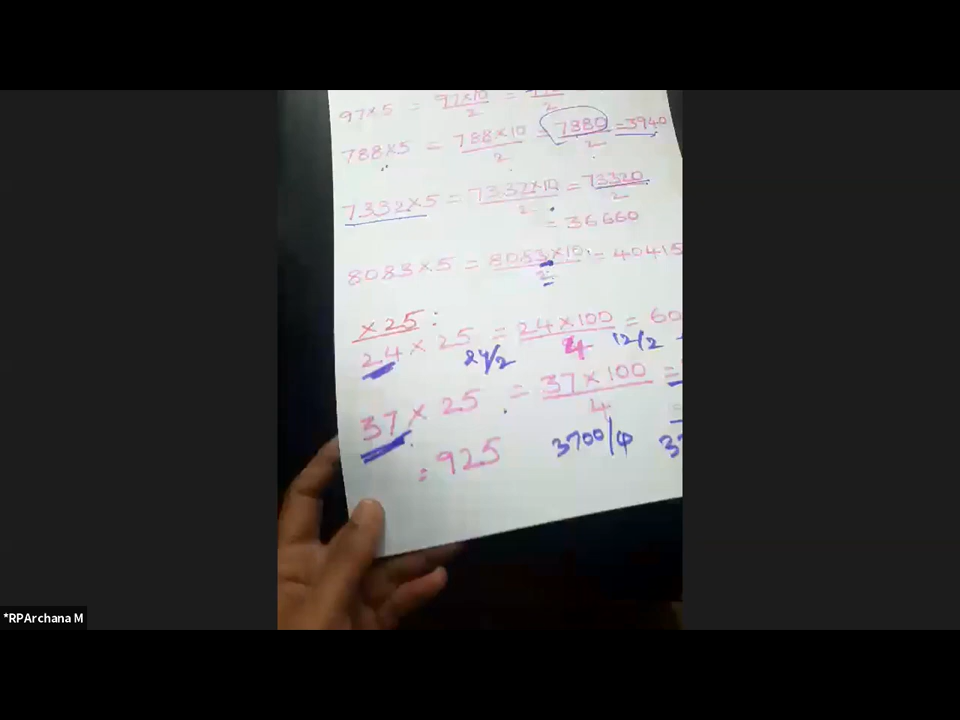 97×5 = 97×10/2 =
788×5 = 788×10/2 = 7880/2 = 3940
7332×5 = 7332×10/2 = 73320/2
= 36660
8083×5 = 8083×10/2 = 40415
×25:
24 × 25 = 24×100/4 = 60
24/2 12/2
37 × 25 = 37×100/4 =
= 925 3700/4
*RPArchana M